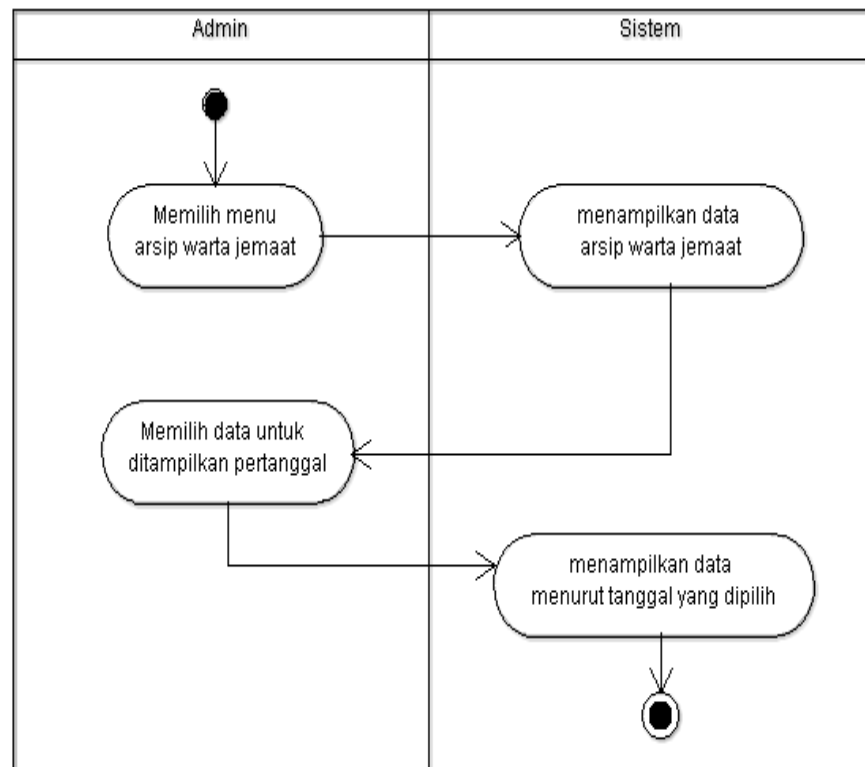 Admin
Sistem
Memilih menu
arsip warta jemaat
menampilkan data
arsip warta jemaat
Memilih data untuk
ditampilkan pertanggal
menampilkan data
menurut tanggal yang dipilih